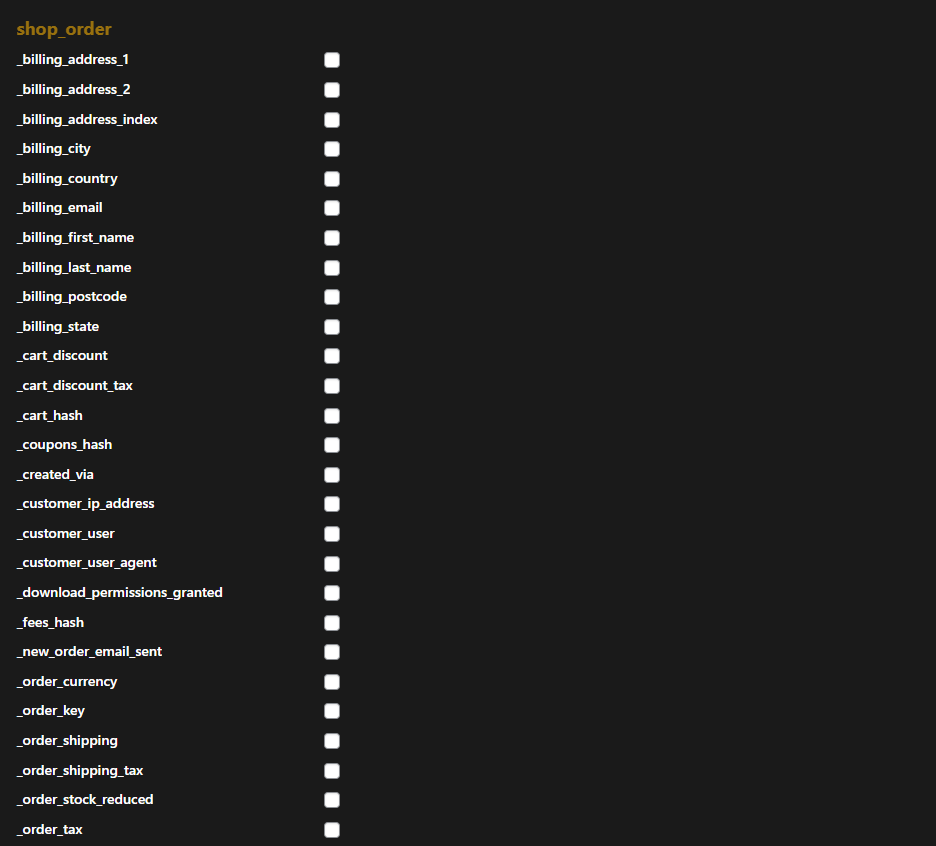 shop_order
_billing_address_1
_billing_address_2
_billing_address_index
_billing_city
_billing_country
_billing_email
_billing_first_name
_billing_last_name
_billing_postcode
_billing_state
_cart_discount
_cart_discount_tax
_cart_hash
_coupons_hash
_created_via
_customer_ip_address
_customer_user
_customer_user_agent
_download_permissions_granted
_fees_hash
_new_order_email_sent
_order_currency
_order_key
_order_shipping
_order_shipping_tax
_order_stock_reduced
_order_tax